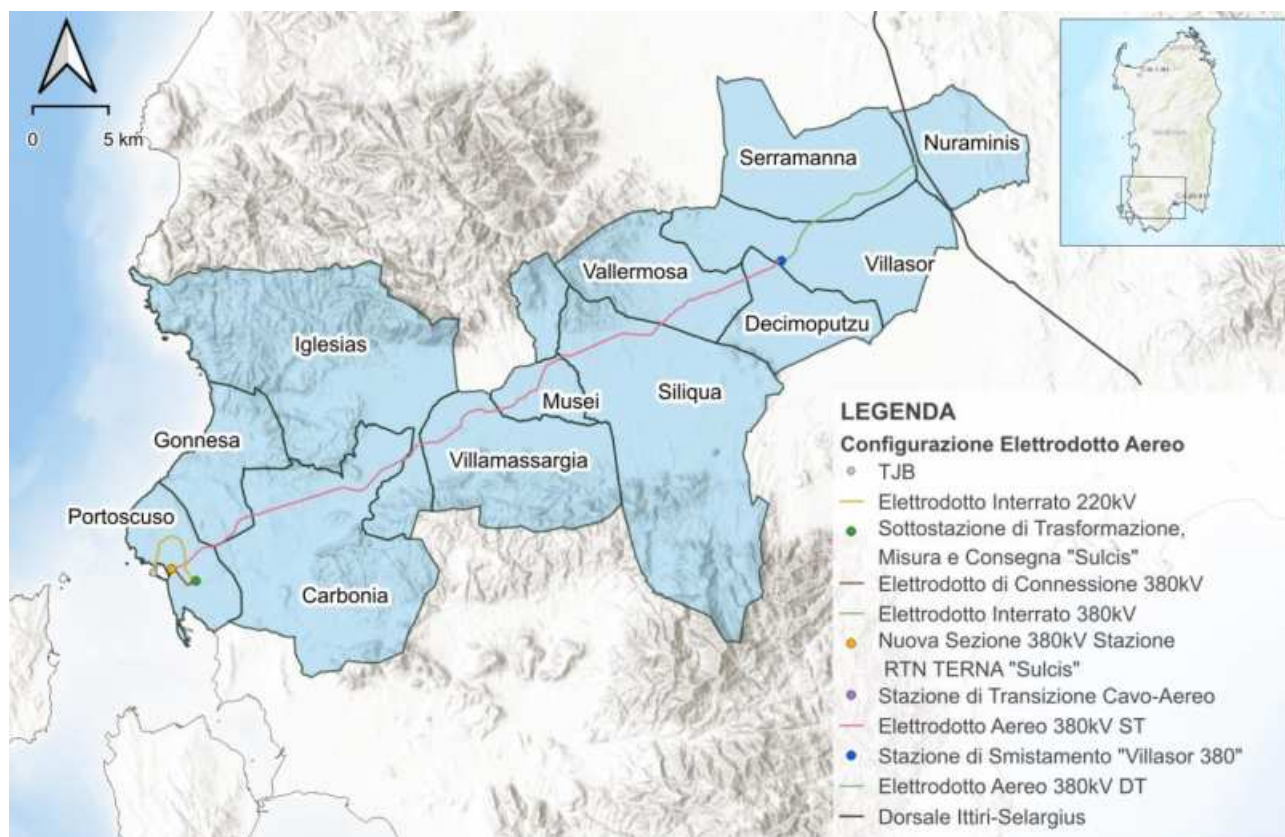 0
5 km
Serramanna
Nuraminis
Vallermosa
Villasor
Decimoputzu
Iglesias
Musei
Siliqua
Gonnesa
Villamassargia
Portoscuso
Carbonia
LEGENDA
Configurazione Elettrodotto Aereo
TJB
Elettrodotto Interrato 220kV
Sottostazione di Trasformazione,
Misura e Consegna "Sulcis"
Elettrodotto di Connessione 380kV
Elettrodotto Interrato 380kV
Nuova Sezione 380kV Stazione
RTN TERNA "Sulcis"
Stazione di Transizione Cavo-Aereo
Elettrodotto Aereo 380kV ST
Stazione di Smistamento "Villasor 380"
Elettrodotto Aereo 380kV DT
Dorsale Ittiri-Selargius